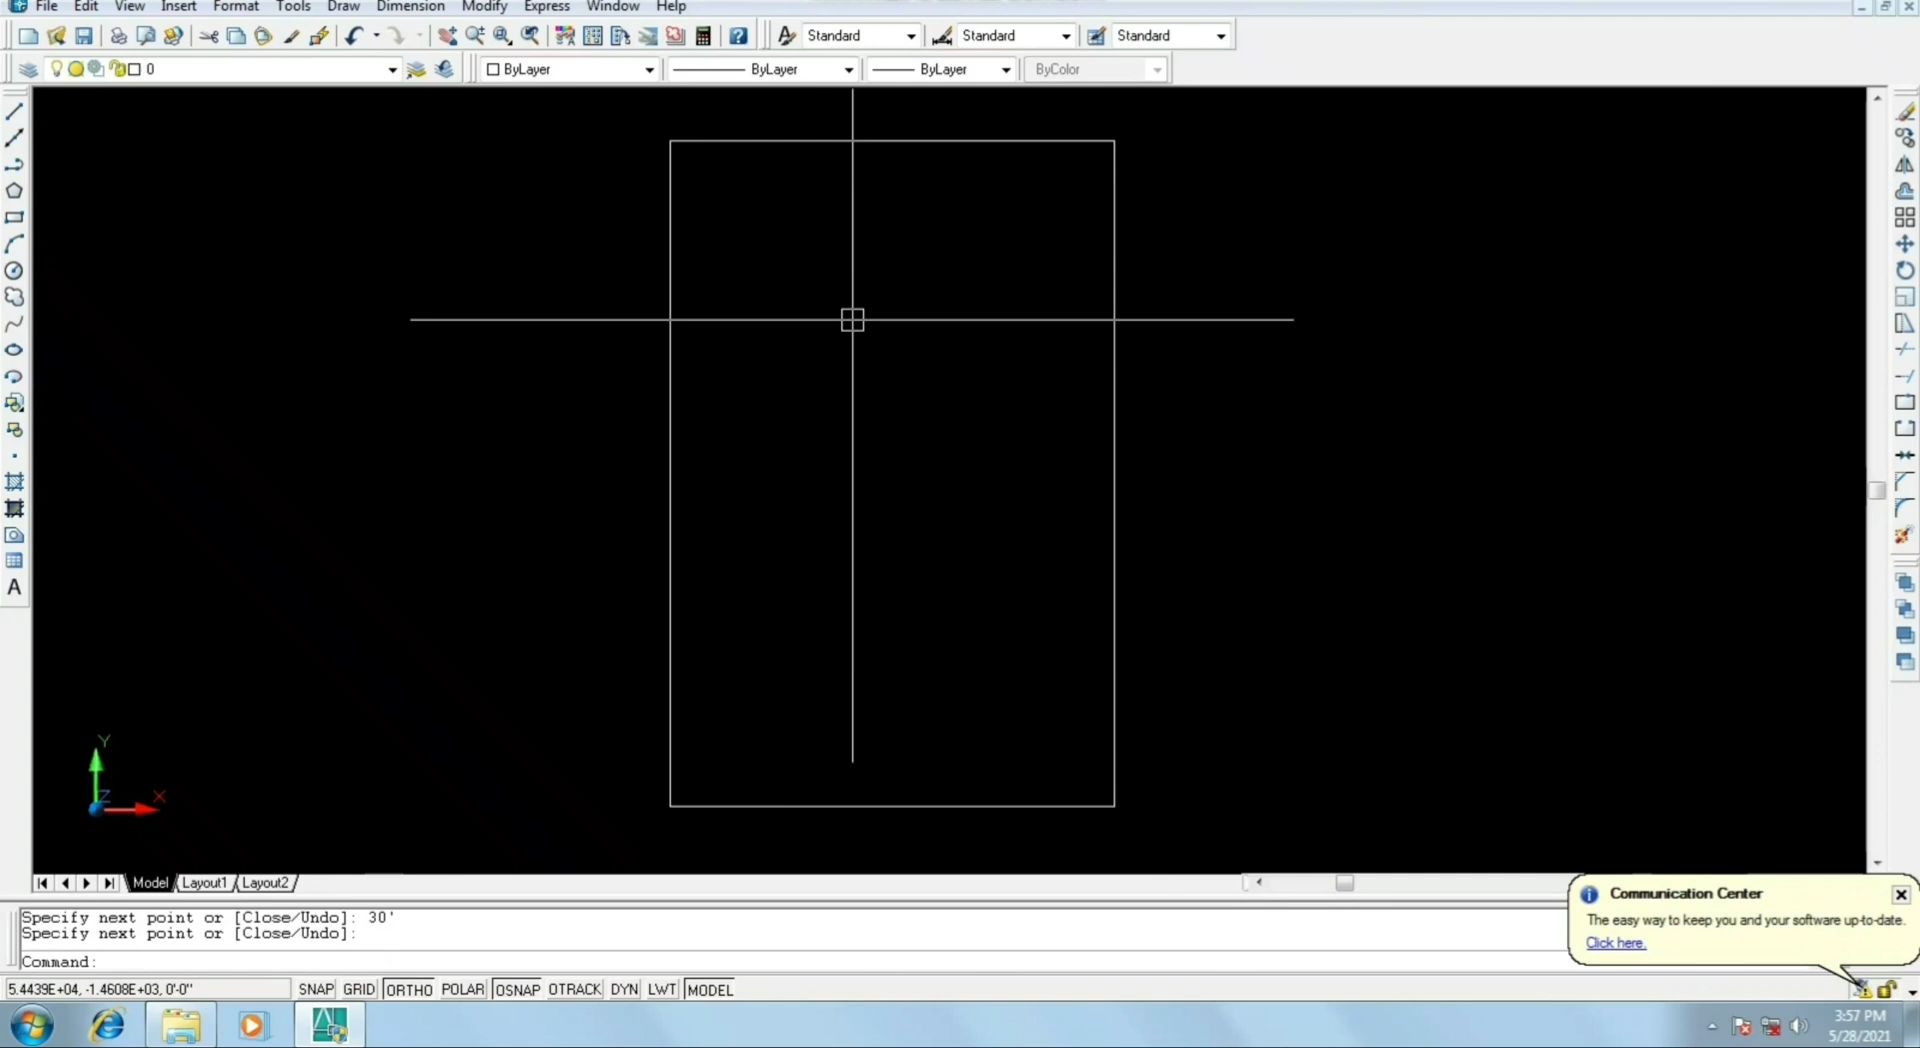 File Edit View Insert Format Tools Draw Dimension Modify Express Window Help
Standard Standard Standard
0 ByLayer ByLayer ByLayer ByColor
A
Y
Z X
Model Layout1 Layout2
Specify next point or [Close/Undo]: 30'
Specify next point or [Close/Undo]:
Command:
Communication Center
The easy way to keep you and your software up-to-date.
Click here.
5.4439E+04, -1.4608E+03, 0'-0" SNAP GRID ORTHO POLAR OSNAP OTRACK DYN LWT MODEL
3:57 PM
5/28/2021